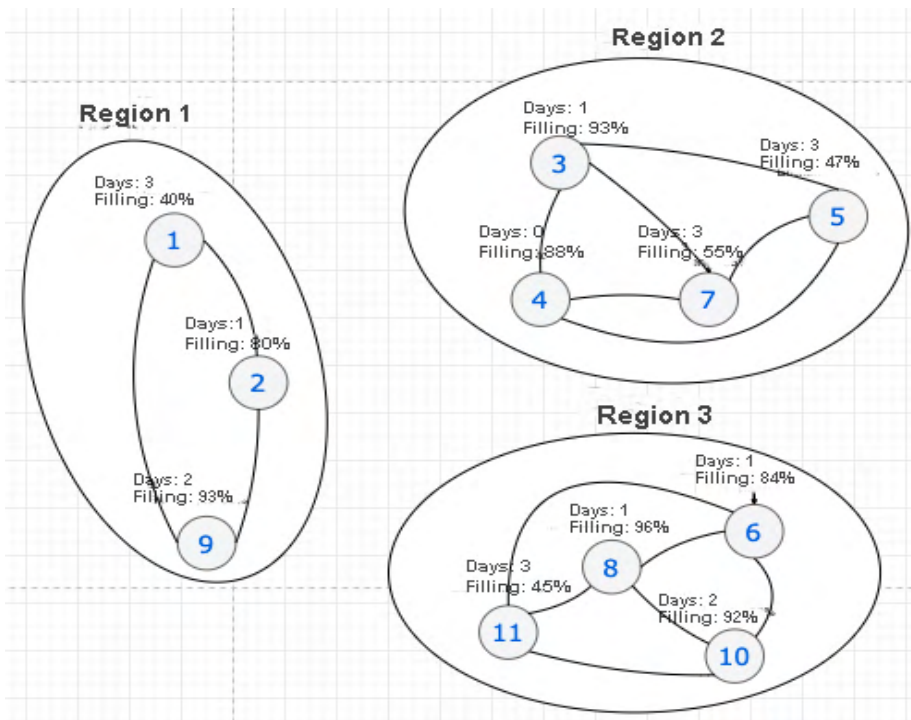 Region 1
Days: 3
Filling: 40%
1
Days:1
Filling: 80%
2
Days: 2
Filling: 93%
9
Region 2
Days: 1
Filling: 93%
3
Days: 3
Filling: 47%
5
Days: 0
Filling: 88%
4
Days: 3
Filling: 55%
7
Region 3
Days: 1
Filling: 84%
6
Days: 1
Filling: 96%
8
Days: 3
Filling: 45%
11
Days: 2
Filling: 92%
10